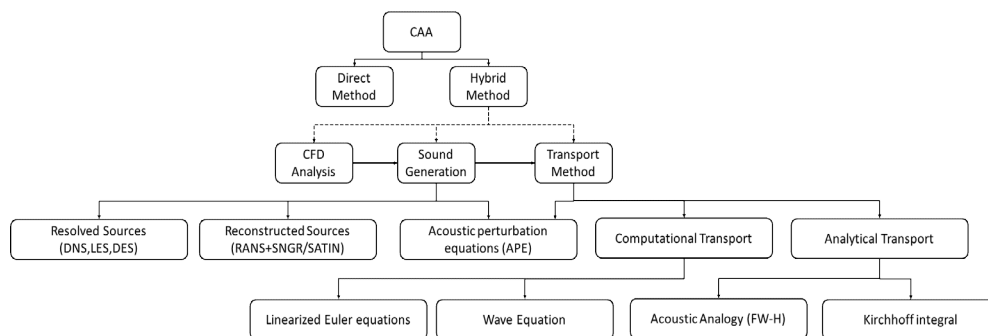 CAA
Direct
Method
Hybrid
Method
CFD
Analysis
Sound
Generation
Transport
Method
Resolved Sources
(DNS,LES,DES)
Reconstructed Sources
(RANS+SNGR/SATIN)
Acoustic perturbation
equations (APE)
Computational Transport
Analytical Transport
Linearized Euler equations
Wave Equation
Acoustic Analogy (FW-H)
Kirchhoff integral